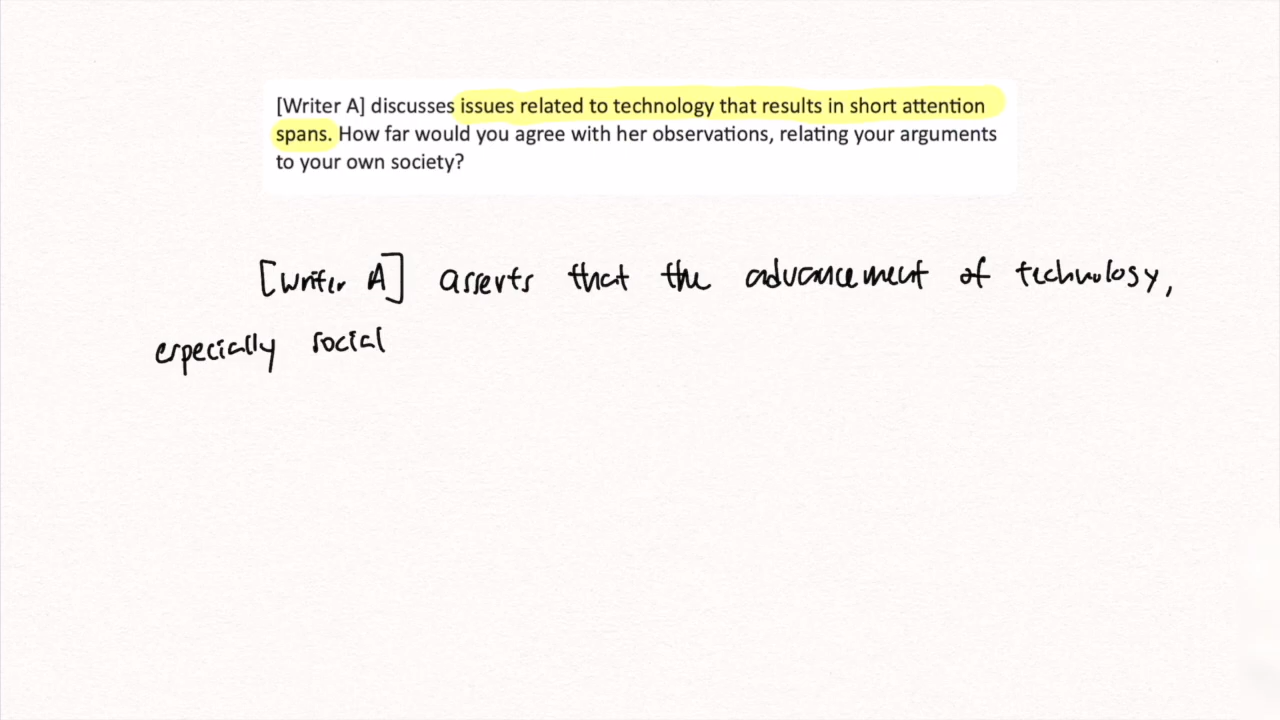 [Writer A] discusses issues related to technology that results in short attention
spans. How far would you agree with her observations, relating your arguments
to your own society?
[Writer A] asserts that the advancement of technology,
especially social